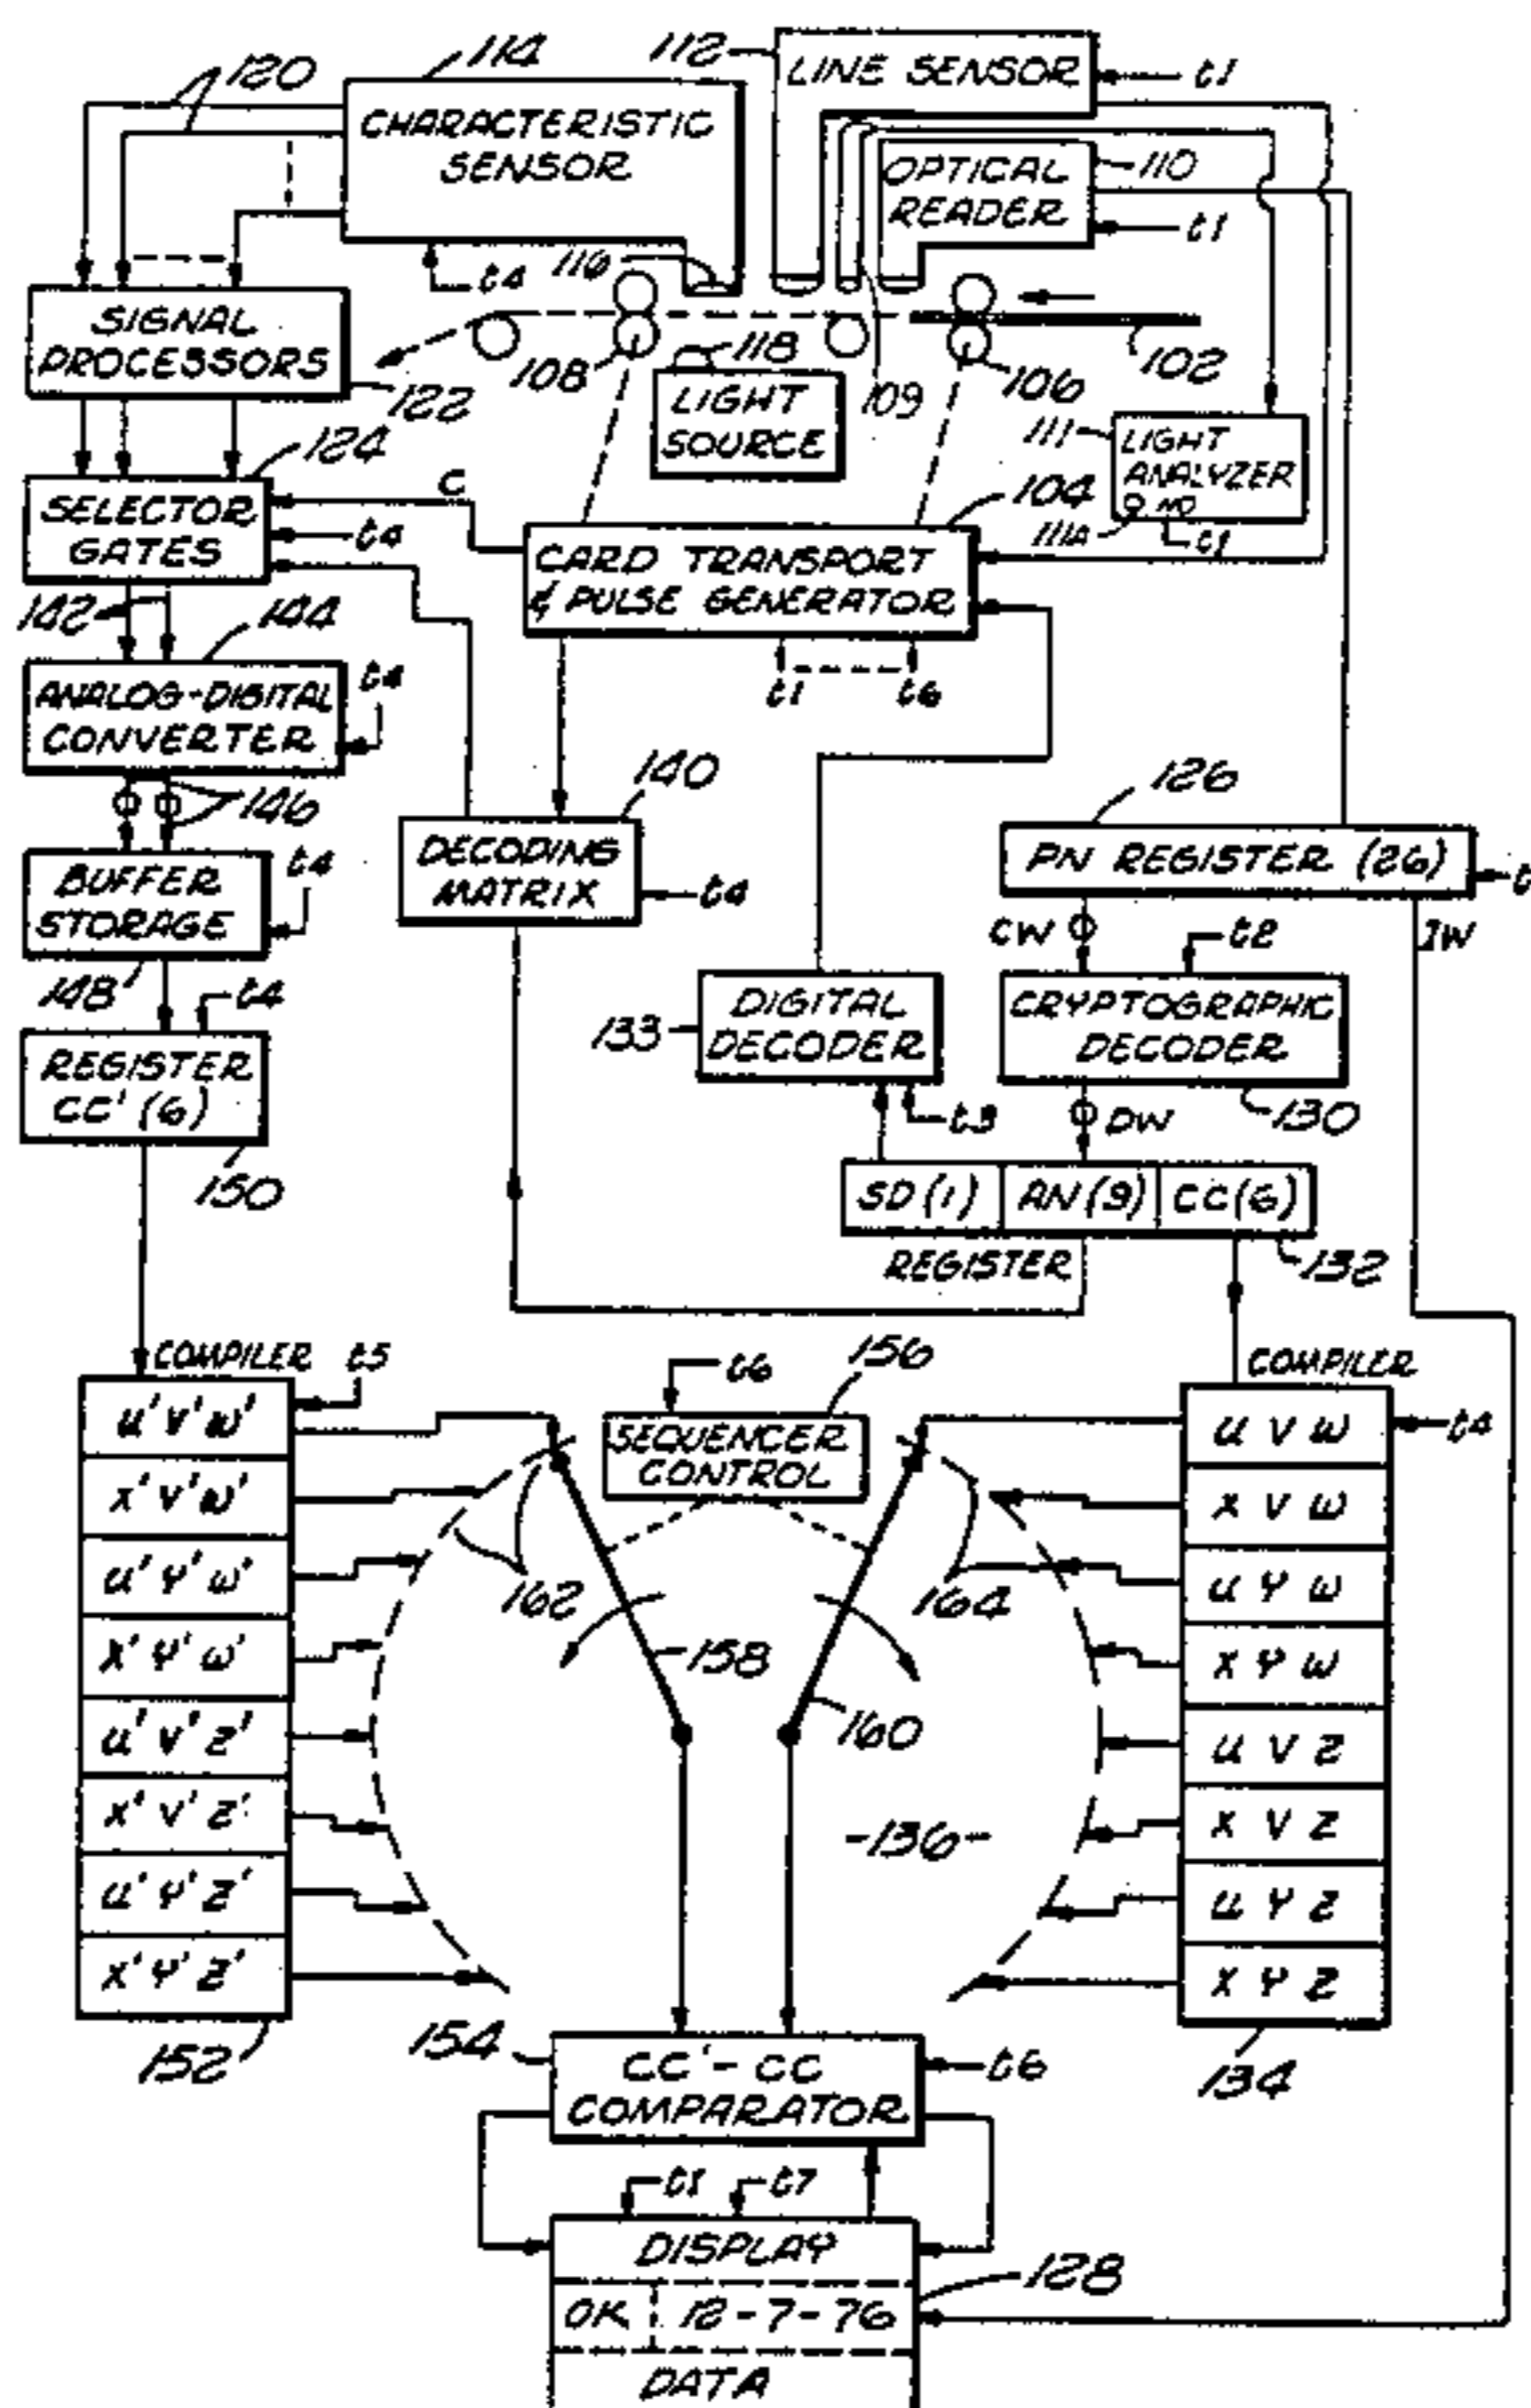 120
114
112
LINE SENSOR
t1
CHARACTERISTIC
SENSOR
OPTICAL
READER
110
t1
t4
116
SIGNAL
PROCESSORS
122
108
118
LIGHT
SOURCE
109
106
102
111
LIGHT
ANALYZER
111A
t1
124
SELECTOR
GATES
C
t4
104
CARD TRANSPORT
& PULSE GENERATOR
t1
t6
142
144
ANALOG-DIGITAL
CONVERTER
t4
146
140
DECODING
MATRIX
t4
126
PN REGISTER (26)
t
BUFFER
STORAGE
t4
148
CW
t2
IW
DIGITAL
DECODER
133
t3
CRYPTOGRAPHIC
DECODER
130
DW
t4
REGISTER
CC' (6)
150
SD(1) AN(9) CC(6)
REGISTER
132
COMPILER t5
t6
156
COMPILER
SEQUENCER
CONTROL
U' V' W'
X' V' W'
U' Y' W'
X' Y' W'
U' V' Z'
X' V' Z'
U' Y' Z'
X' Y' Z'
152
162
158
164
160
-136-
U V W
t4
X V W
U Y W
X Y W
U V Z
X V Z
U Y Z
X Y Z
134
154
CC' - CC
COMPARATOR
t6
t7
DISPLAY
128
OK 12-7-76
DATA